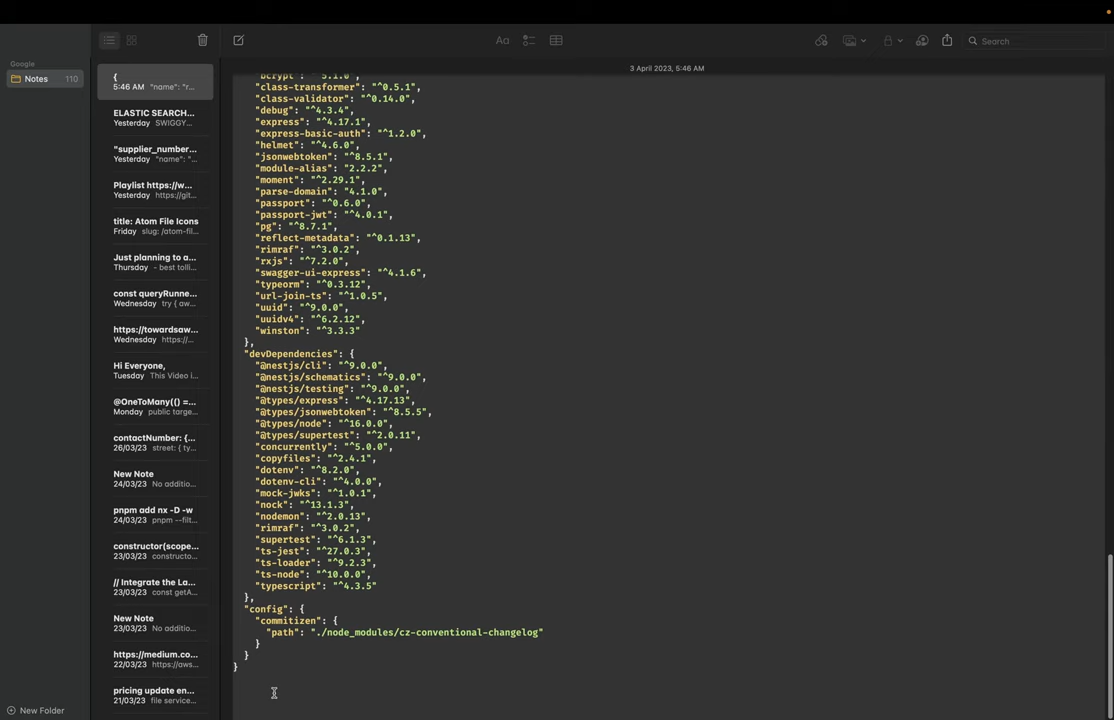 Google
Notes 110
New Folder
{
5:46 AM "name": "r...
ELASTIC SEARCH...
Yesterday SWIGGY...
"supplier_number...
Yesterday "name": "...
Playlist https://w...
Yesterday https://git...
title: Atom File Icons
Friday slug: /atom-fil...
Just planning to a...
Thursday - best tolli...
const queryRunne...
Wednesday try { aw...
https://towardsaw...
Wednesday https://...
Hi Everyone,
Tuesday This Video i...
@OneToMany(() =...
Monday public targe...
contactNumber: {...
26/03/23 street: { ty...
New Note
24/03/23 No additio...
pnpm add nx -D -w
24/03/23 pnpm --filt...
constructor(scope...
23/03/23 constructo...
// Integrate the La...
23/03/23 const getA...
New Note
23/03/23 No additio...
https://medium.co...
22/03/23 https://aws...
pricing update en...
21/03/23 file service...
Aa
Search
3 April 2023, 5:46 AM
"bcrypt": "5.1.0",
"class-transformer": "^0.5.1",
"class-validator": "^0.14.0",
"debug": "^4.3.4",
"express": "^4.17.1",
"express-basic-auth": "^1.2.0",
"helmet": "^4.6.0",
"jsonwebtoken": "^8.5.1",
"module-alias": "2.2.2",
"moment": "^2.29.1",
"parse-domain": "4.1.0",
"passport": "^0.6.0",
"passport-jwt": "^4.0.1",
"pg": "^8.7.1",
"reflect-metadata": "^0.1.13",
"rimraf": "^3.0.2",
"rxjs": "^7.2.0",
"swagger-ui-express": "^4.1.6",
"typeorm": "^0.3.12",
"url-join-ts": "^1.0.5",
"uuid": "^9.0.0",
"uuidv4": "^6.2.12",
"winston": "^3.3.3"
},
"devDependencies": {
"@nestjs/cli": "^9.0.0",
"@nestjs/schematics": "^9.0.0",
"@nestjs/testing": "^9.0.0",
"@types/express": "^4.17.13",
"@types/jsonwebtoken": "^8.5.5",
"@types/node": "^16.0.0",
"@types/supertest": "^2.0.11",
"concurrently": "^5.0.0",
"copyfiles": "^2.4.1",
"dotenv": "^8.2.0",
"dotenv-cli": "^4.0.0",
"mock-jwks": "^1.0.1",
"nock": "^13.1.3",
"nodemon": "^2.0.13",
"rimraf": "^3.0.2",
"supertest": "^6.1.3",
"ts-jest": "^27.0.3",
"ts-loader": "^9.2.3",
"ts-node": "^10.0.0",
"typescript": "^4.3.5"
},
"config": {
"commitizen": {
"path": "./node_modules/cz-conventional-changelog"
}
}
}